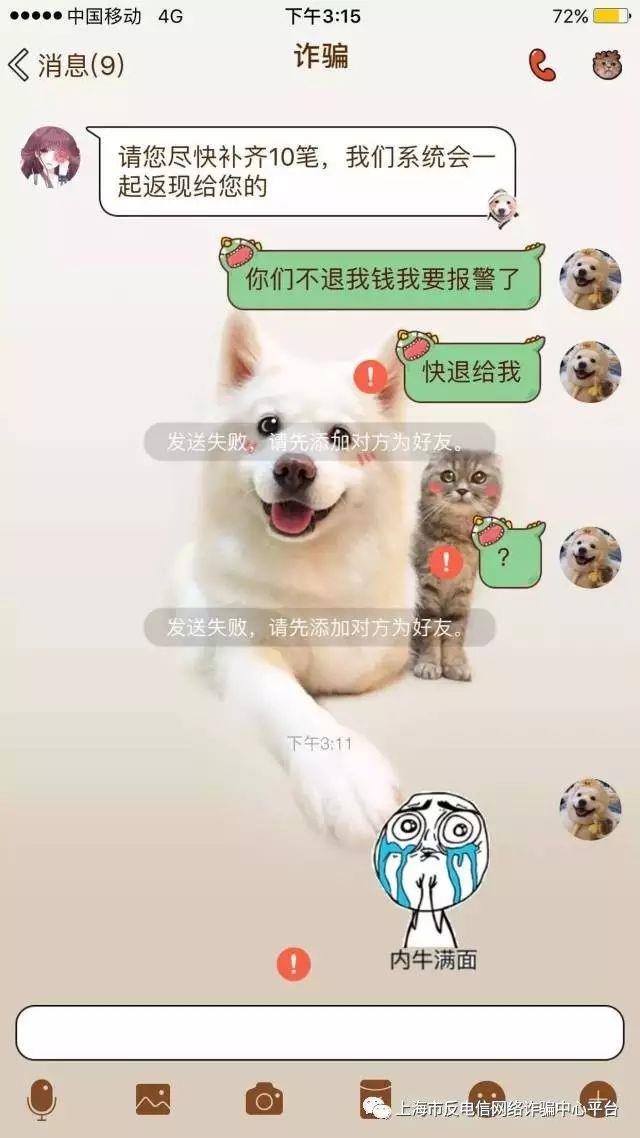 中国移动 4G 下午3:15 72%
消息(9) 诈骗
请您尽快补齐10笔，我们系统会一
起返现给您的
你们不退我钱我要报警了
快退给我
发送失败，请先添加对方为好友。
?
发送失败，请先添加对方为好友。
下午3:11
内牛满面
上海市反电信网络诈骗中心平台